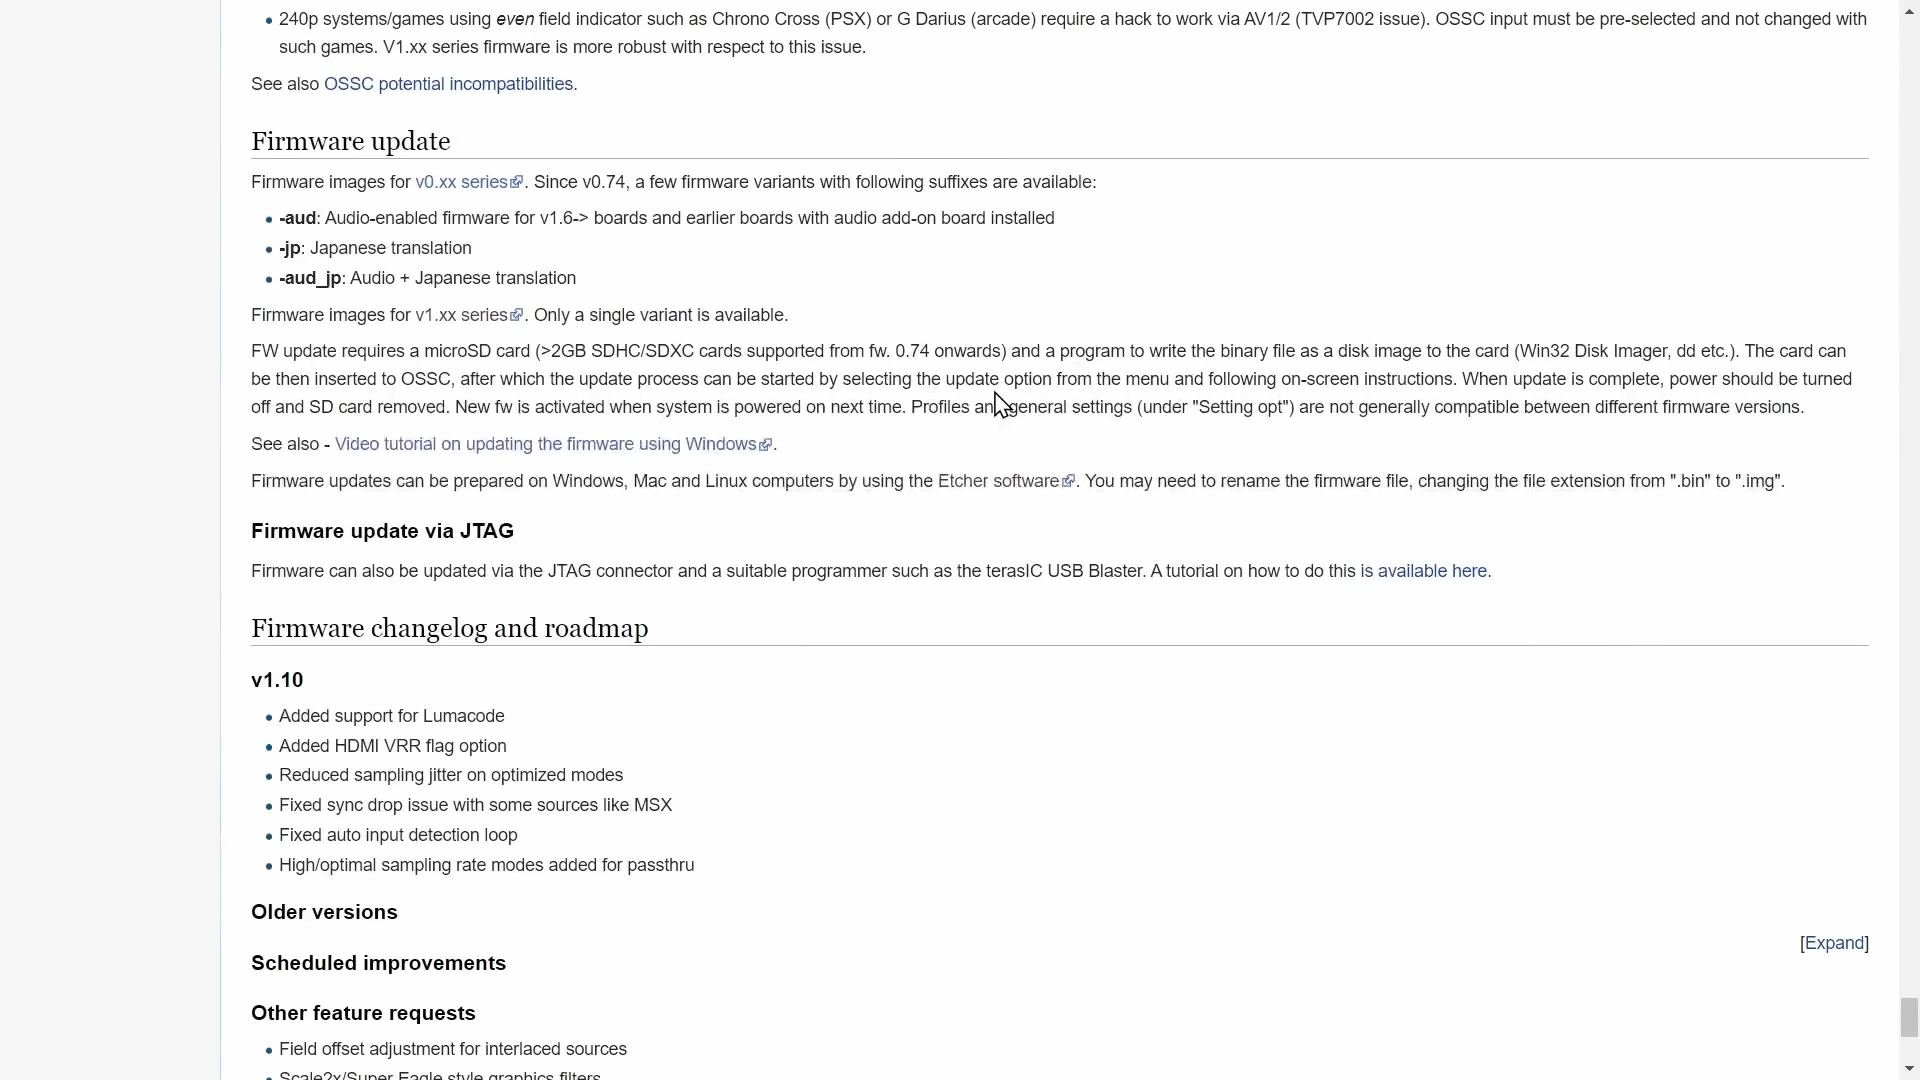 • 240p systems/games using even field indicator such as Chrono Cross (PSX) or G Darius (arcade) require a hack to work via AV1/2 (TVP7002 issue). OSSC input must be pre-selected and not changed with
such games. V1.xx series firmware is more robust with respect to this issue.
See also OSSC potential incompatibilities.
Firmware update
Firmware images for v0.xx series. Since v0.74, a few firmware variants with following suffixes are available:
• -aud: Audio-enabled firmware for v1.6-> boards and earlier boards with audio add-on board installed
• -jp: Japanese translation
• -aud_jp: Audio + Japanese translation
Firmware images for v1.xx series. Only a single variant is available.
FW update requires a microSD card (>2GB SDHC/SDXC cards supported from fw. 0.74 onwards) and a program to write the binary file as a disk image to the card (Win32 Disk Imager, dd etc.). The card can
be then inserted to OSSC, after which the update process can be started by selecting the update option from the menu and following on-screen instructions. When update is complete, power should be turned
off and SD card removed. New fw is activated when system is powered on next time. Profiles and general settings (under "Setting opt") are not generally compatible between different firmware versions.
See also - Video tutorial on updating the firmware using Windows.
Firmware updates can be prepared on Windows, Mac and Linux computers by using the Etcher software. You may need to rename the firmware file, changing the file extension from ".bin" to ".img".
Firmware update via JTAG
Firmware can also be updated via the JTAG connector and a suitable programmer such as the terasIC USB Blaster. A tutorial on how to do this is available here.
Firmware changelog and roadmap
v1.10
• Added support for Lumacode
• Added HDMI VRR flag option
• Reduced sampling jitter on optimized modes
• Fixed sync drop issue with some sources like MSX
• Fixed auto input detection loop
• High/optimal sampling rate modes added for passthru
Older versions
[Expand]
Scheduled improvements
Other feature requests
• Field offset adjustment for interlaced sources
• Scale2x/Super Eagle style graphics filters